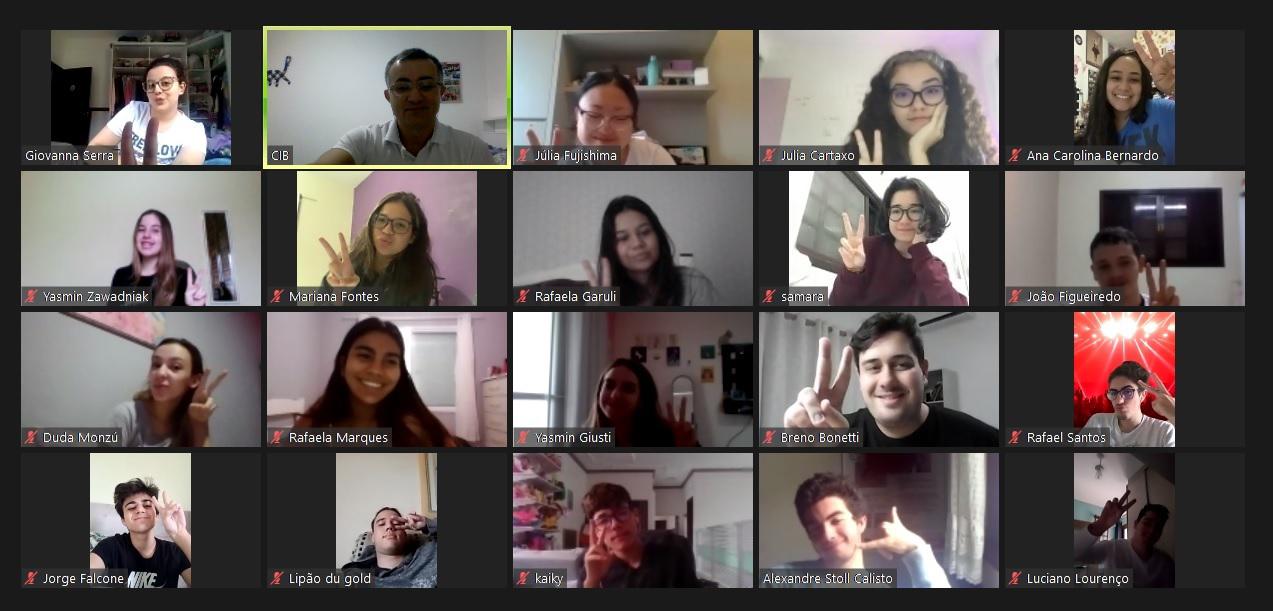 Giovanna Serra
CIB
Júlia Fujishima
Julia Cartaxo
Ana Carolina Bernardo
Yasmin Zawadniak
Mariana Fontes
Rafaela Garuli
samara
João Figueiredo
Duda Monzú
Rafaela Marques
Yasmin Giusti
Breno Bonetti
Rafael Santos
NIKE
Jorge Falcone
Lipão du gold
kaiky
Alexandre Stoll Calisto
Luciano Lourenço